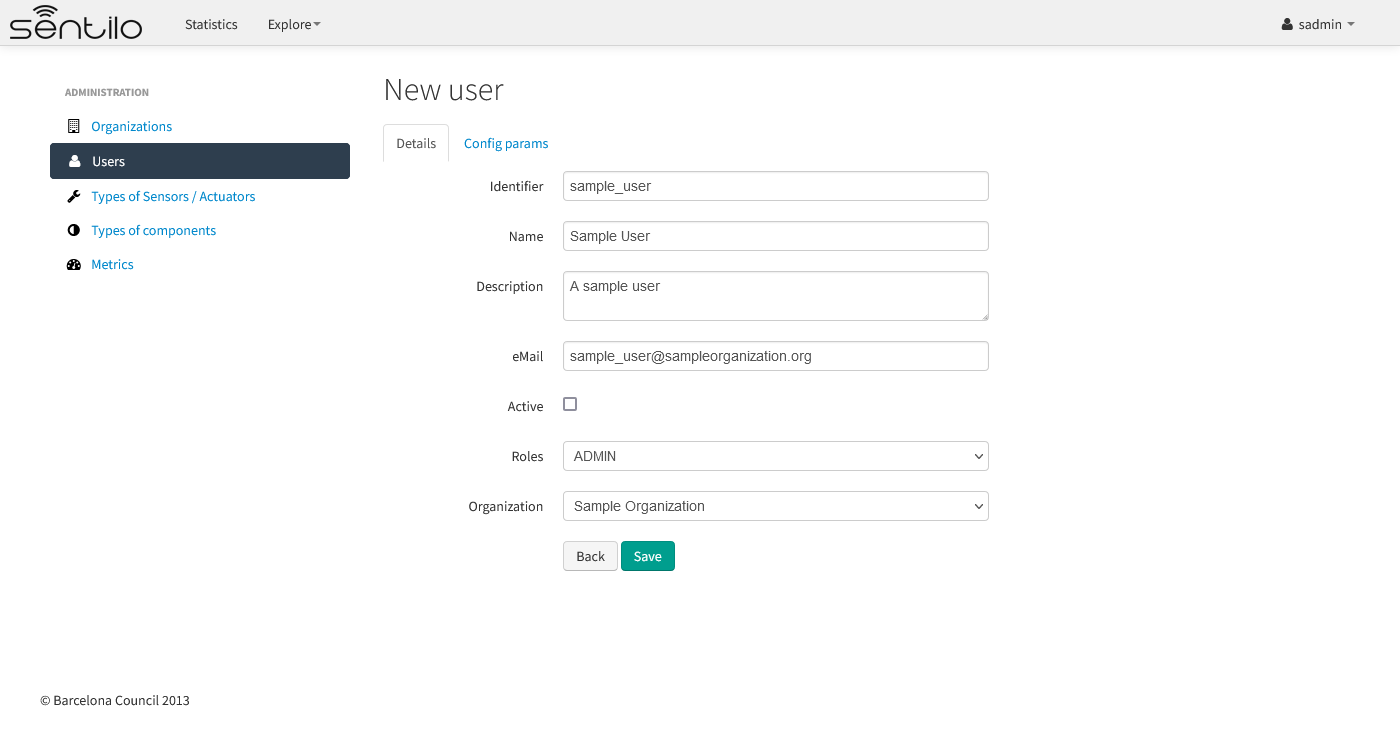 sentilo
Statistics
Explore
sadmin
ADMINISTRATION
Organizations
Users
Types of Sensors / Actuators
Types of components
Metrics
New user
Details
Config params
Identifier
sample_user
Name
Sample User
Description
A sample user
eMail
sample_user@sampleorganization.org
Active
Roles
ADMIN
Organization
Sample Organization
Back
Save
© Barcelona Council 2013